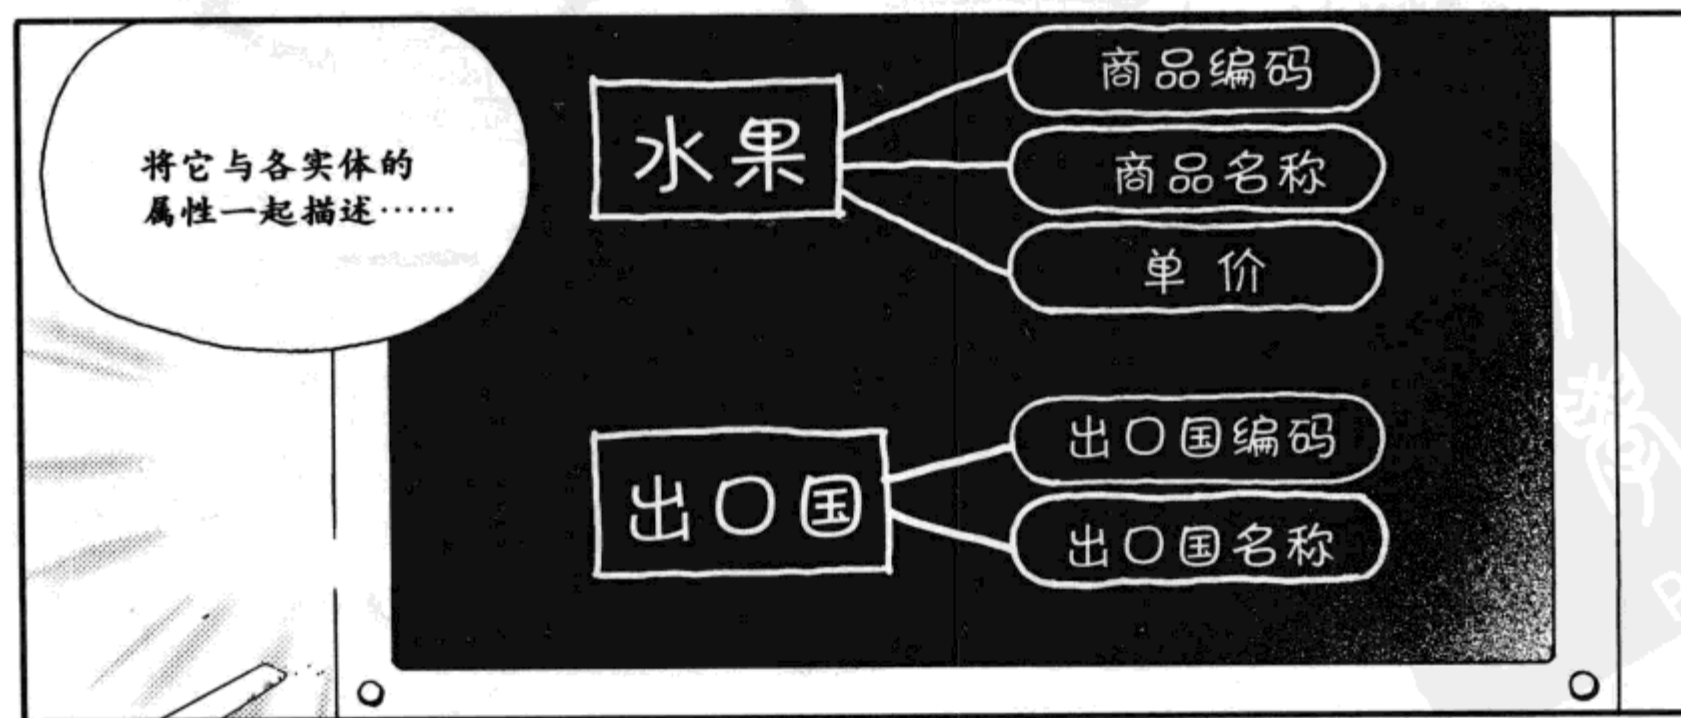 将它与各实体的
属性一起描述……
水果
商品编码
商品名称
单价
出口国
出口国编码
出口国名称